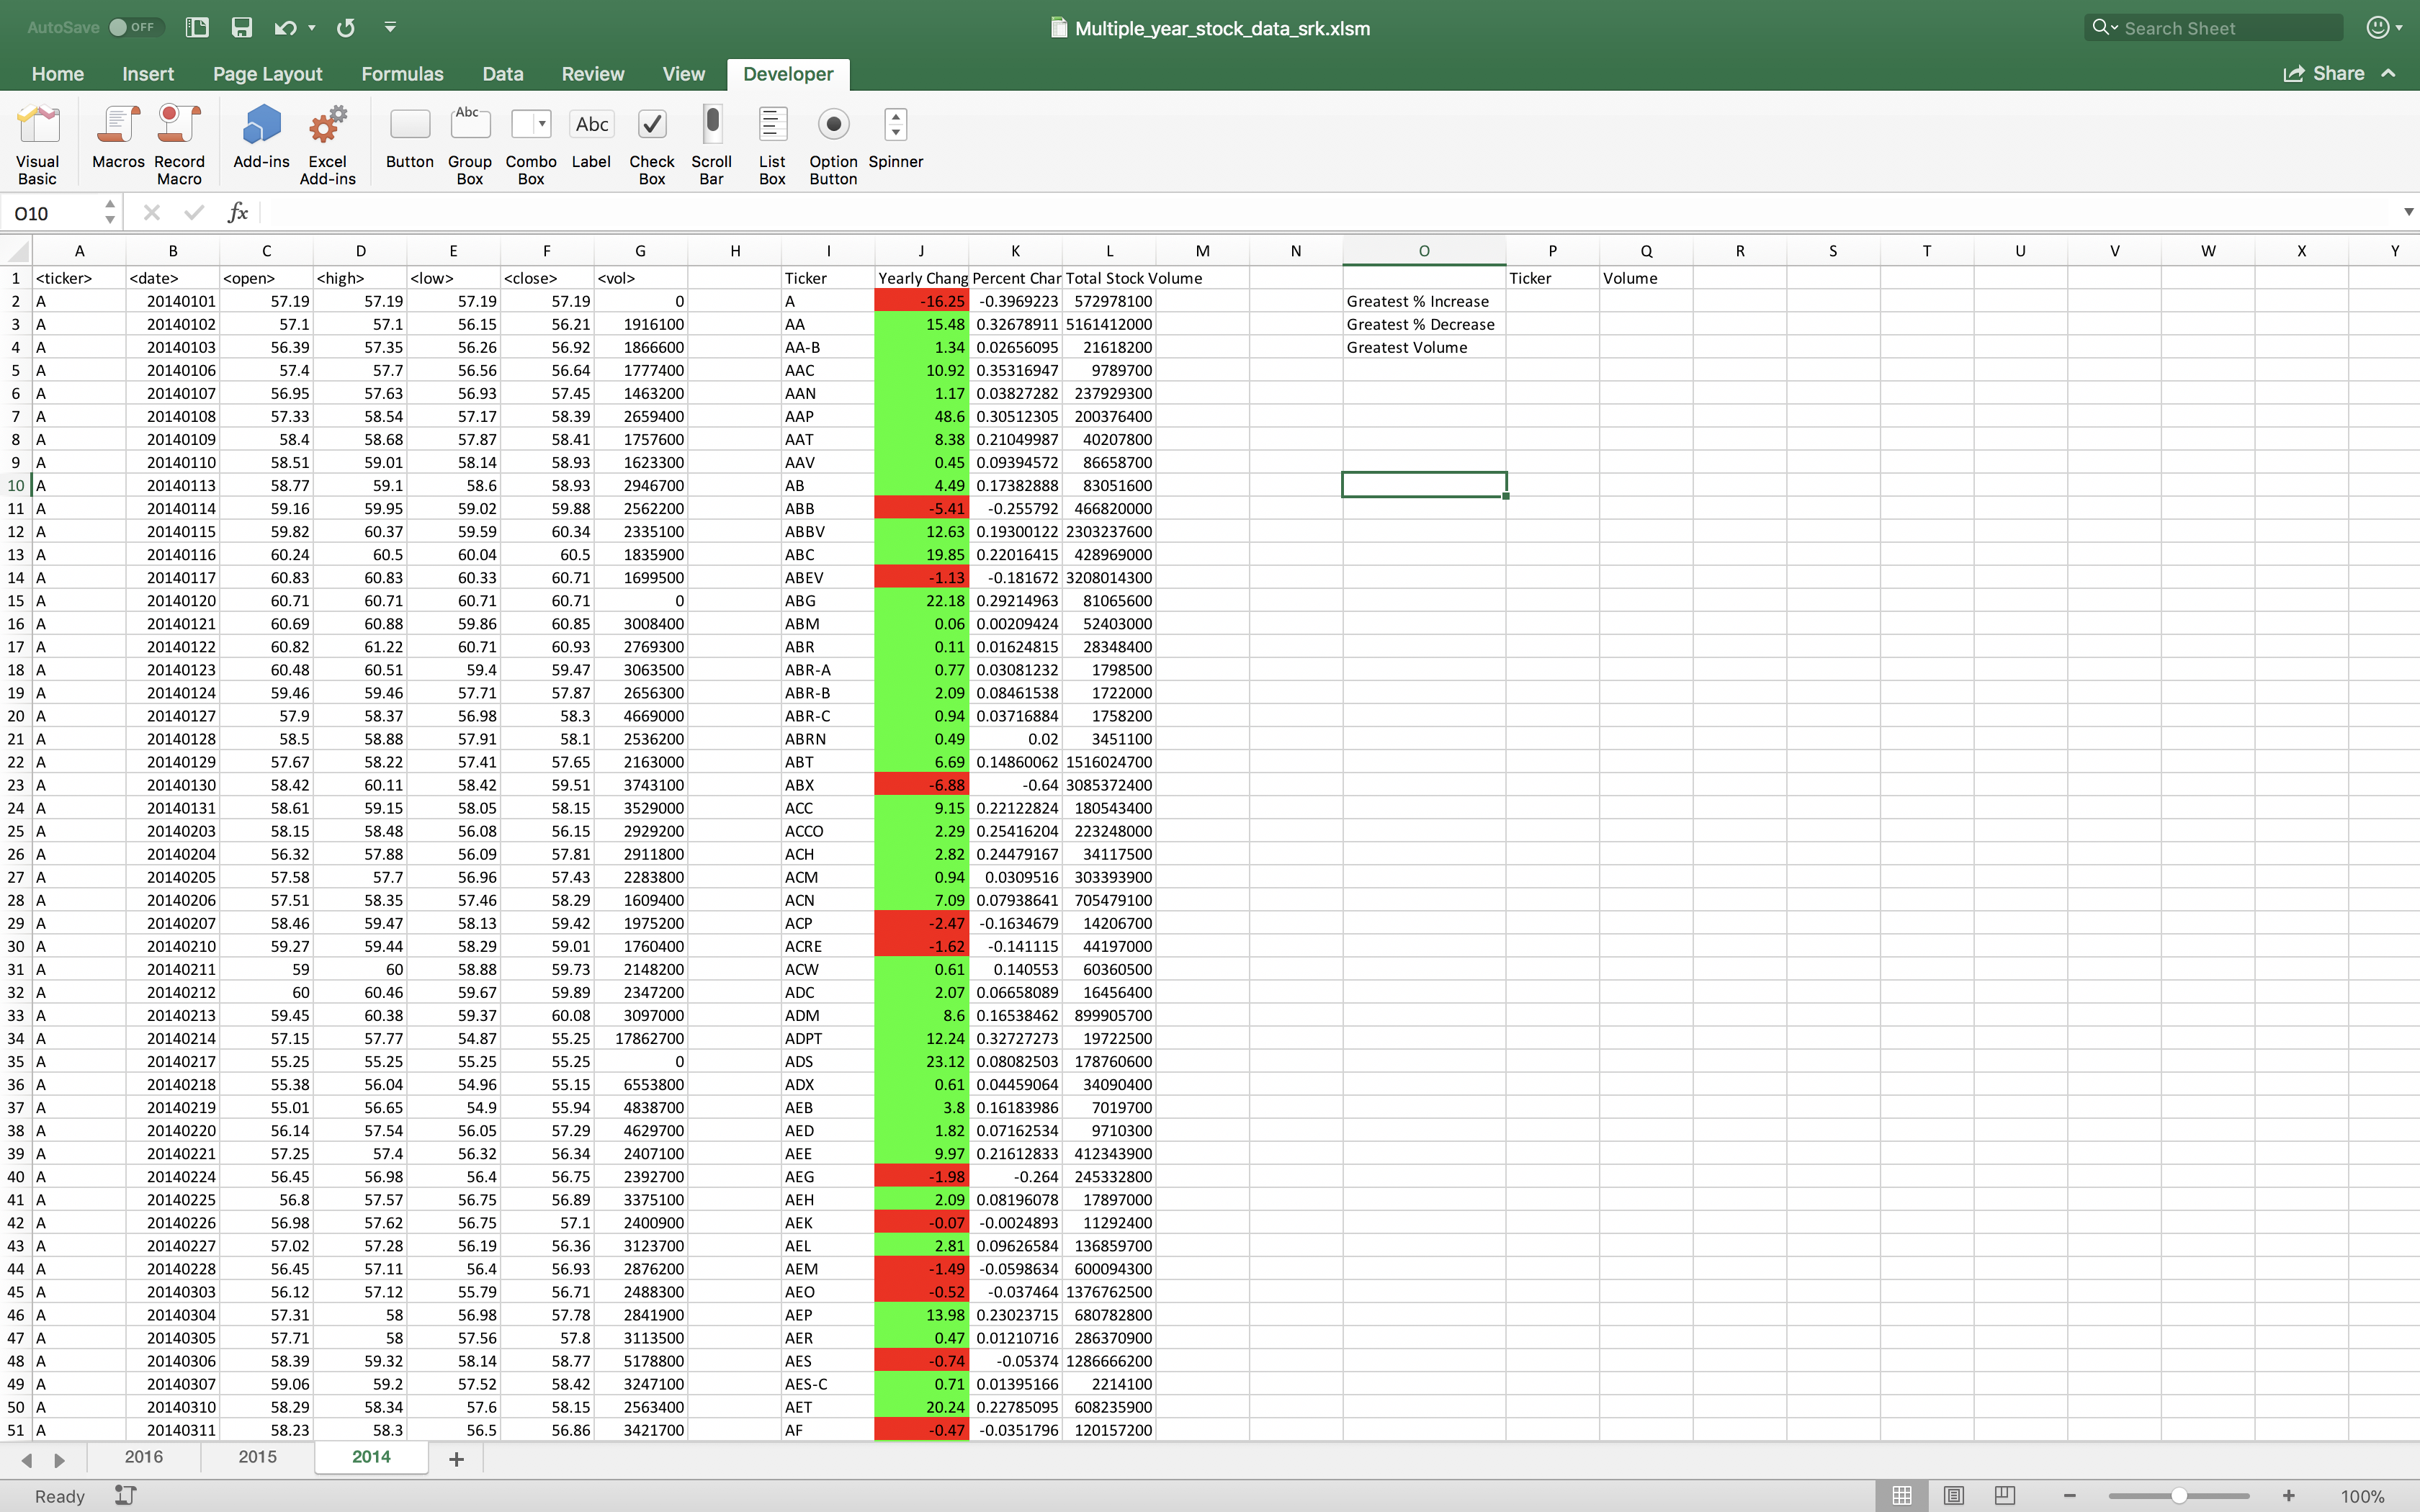 AutoSave OFF Multiple_year_stock_data_srk.xlsm Search Sheet
Home Insert Page Layout Formulas Data Review View Developer Share
Abc Abc
Visual Basic Macros Record Macro Add-ins Excel Add-ins Button Group Box Combo Box Label Check Box Scroll Bar List Box Option Button Spinner
O10 fx
A B C D E F G H I J K L M N O P Q R S T U V W X Y
1 <ticker> <date> <open> <high> <low> <close> <vol> Ticker Yearly Chang Percent Char Total Stock Volume Ticker Volume
2 A 20140101 57.19 57.19 57.19 57.19 0 A -16.25 -0.3969223 572978100 Greatest % Increase
3 A 20140102 57.1 57.1 56.15 56.21 1916100 AA 15.48 0.32678911 5161412000 Greatest % Decrease
4 A 20140103 56.39 57.35 56.26 56.92 1866600 AA-B 1.34 0.02656095 21618200 Greatest Volume
5 A 20140106 57.4 57.7 56.56 56.64 1777400 AAC 10.92 0.35316947 9789700
6 A 20140107 56.95 57.63 56.93 57.45 1463200 AAN 1.17 0.03827282 237929300
7 A 20140108 57.33 58.54 57.17 58.39 2659400 AAP 48.6 0.30512305 200376400
8 A 20140109 58.4 58.68 57.87 58.41 1757600 AAT 8.38 0.21049987 40207800
9 A 20140110 58.51 59.01 58.14 58.93 1623300 AAV 0.45 0.09394572 86658700
10 A 20140113 58.77 59.1 58.6 58.93 2946700 AB 4.49 0.17382888 83051600
11 A 20140114 59.16 59.95 59.02 59.88 2562200 ABB -5.41 -0.255792 466820000
12 A 20140115 59.82 60.37 59.59 60.34 2335100 ABBV 12.63 0.19300122 2303237600
13 A 20140116 60.24 60.5 60.04 60.5 1835900 ABC 19.85 0.22016415 428969000
14 A 20140117 60.83 60.83 60.33 60.71 1699500 ABEV -1.13 -0.181672 3208014300
15 A 20140120 60.71 60.71 60.71 60.71 0 ABG 22.18 0.29214963 81065600
16 A 20140121 60.69 60.88 59.86 60.85 3008400 ABM 0.06 0.00209424 52403000
17 A 20140122 60.82 61.22 60.71 60.93 2769300 ABR 0.11 0.01624815 28348400
18 A 20140123 60.48 60.51 59.4 59.47 3063500 ABR-A 0.77 0.03081232 1798500
19 A 20140124 59.46 59.46 57.71 57.87 2656300 ABR-B 2.09 0.08461538 1722000
20 A 20140127 57.9 58.37 56.98 58.3 4669000 ABR-C 0.94 0.03716884 1758200
21 A 20140128 58.5 58.88 57.91 58.1 2536200 ABRN 0.49 0.02 3451100
22 A 20140129 57.67 58.22 57.41 57.65 2163000 ABT 6.69 0.14860062 1516024700
23 A 20140130 58.42 60.11 58.42 59.51 3743100 ABX -6.88 -0.64 3085372400
24 A 20140131 58.61 59.15 58.05 58.15 3529000 ACC 9.15 0.22122824 180543400
25 A 20140203 58.15 58.48 56.08 56.15 2929200 ACCO 2.29 0.25416204 223248000
26 A 20140204 56.32 57.88 56.09 57.81 2911800 ACH 2.82 0.24479167 34117500
27 A 20140205 57.58 57.7 56.96 57.43 2283800 ACM 0.94 0.0309516 303393900
28 A 20140206 57.51 58.35 57.46 58.29 1609400 ACN 7.09 0.07938641 705479100
29 A 20140207 58.46 59.47 58.13 59.42 1975200 ACP -2.47 -0.1634679 14206700
30 A 20140210 59.27 59.44 58.29 59.01 1760400 ACRE -1.62 -0.141115 44197000
31 A 20140211 59 60 58.88 59.73 2148200 ACW 0.61 0.140553 60360500
32 A 20140212 60 60.46 59.67 59.89 2347200 ADC 2.07 0.06658089 16456400
33 A 20140213 59.45 60.38 59.37 60.08 3097000 ADM 8.6 0.16538462 899905700
34 A 20140214 57.15 57.77 54.87 55.25 17862700 ADPT 12.24 0.32727273 19722500
35 A 20140217 55.25 55.25 55.25 55.25 0 ADS 23.12 0.08082503 178760600
36 A 20140218 55.38 56.04 54.96 55.15 6553800 ADX 0.61 0.04459064 34090400
37 A 20140219 55.01 56.65 54.9 55.94 4838700 AEB 3.8 0.16183986 7019700
38 A 20140220 56.14 57.54 56.05 57.29 4629700 AED 1.82 0.07162534 9710300
39 A 20140221 57.25 57.4 56.32 56.34 2407100 AEE 9.97 0.21612833 412343900
40 A 20140224 56.45 56.98 56.4 56.75 2392700 AEG -1.98 -0.264 245332800
41 A 20140225 56.8 57.57 56.75 56.89 3375100 AEH 2.09 0.08196078 17897000
42 A 20140226 56.98 57.62 56.75 57.1 2400900 AEK -0.07 -0.0024893 11292400
43 A 20140227 57.02 57.28 56.19 56.36 3123700 AEL 2.81 0.09626584 136859700
44 A 20140228 56.45 57.11 56.4 56.93 2876200 AEM -1.49 -0.0598634 600094300
45 A 20140303 56.12 57.12 55.79 56.71 2488300 AEO -0.52 -0.037464 1376762500
46 A 20140304 57.31 58 56.98 57.78 2841900 AEP 13.98 0.23023715 680782800
47 A 20140305 57.71 58 57.56 57.8 3113500 AER 0.47 0.01210716 286370900
48 A 20140306 58.39 59.32 58.14 58.77 5178800 AES -0.74 -0.05374 1286666200
49 A 20140307 59.06 59.2 57.52 58.42 3247100 AES-C 0.71 0.01395166 2214100
50 A 20140310 58.29 58.34 57.6 58.15 2563400 AET 20.24 0.22785095 608235900
51 A 20140311 58.23 58.3 56.5 56.86 3421700 AF -0.47 -0.0351796 120157200
2016 2015 2014 +
Ready 100%